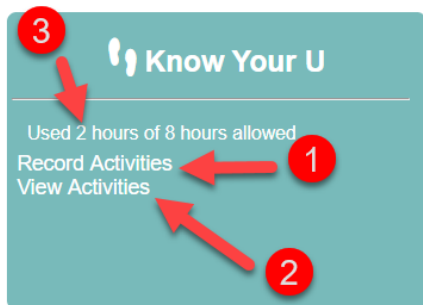 3
Know Your U
Used 2 hours of 8 hours allowed
Record Activities
1
View Activities
2